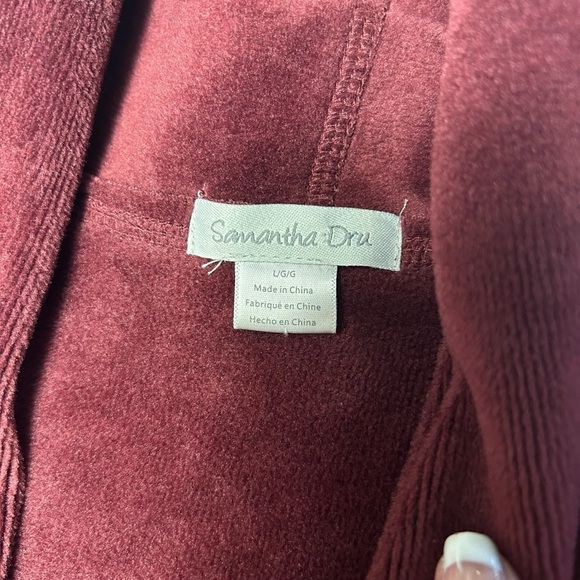 Samantha Dru
L/G/G
Made in China
Fabriqué en Chine
Hecho en China